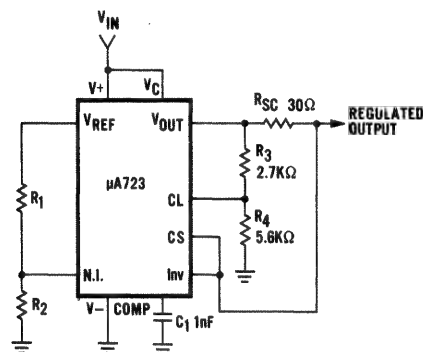 VIN
V+
VC
VREF
VOUT
RSC 30Ω
REGULATED
OUTPUT
R3
2.7KΩ
μA723
R1
CL
R4
5.6KΩ
CS
N.I.
Inv
R2
V-
COMP
C1 1nF